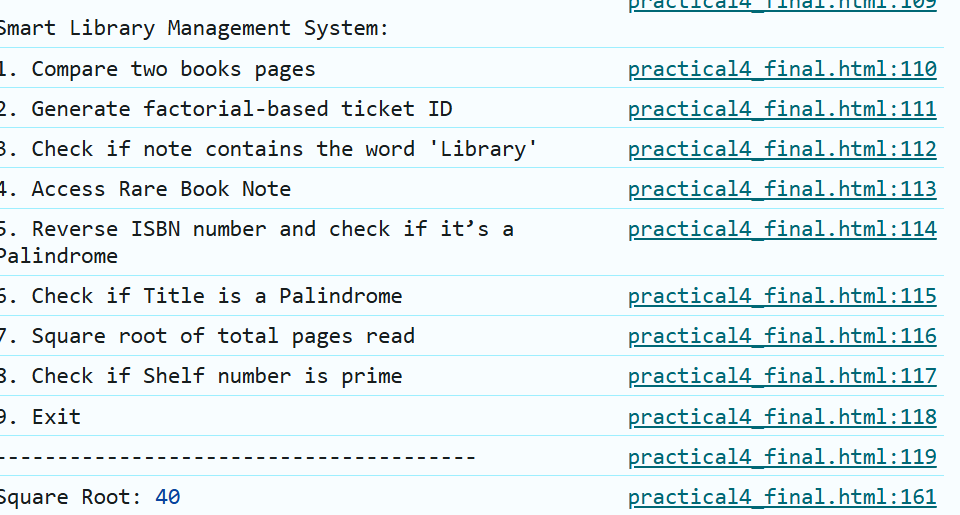 practical4_final.html:109
Smart Library Management System:
1. Compare two books pages practical4_final.html:110
2. Generate factorial-based ticket ID practical4_final.html:111
3. Check if note contains the word 'Library' practical4_final.html:112
4. Access Rare Book Note practical4_final.html:113
5. Reverse ISBN number and check if it’s a practical4_final.html:114
Palindrome
6. Check if Title is a Palindrome practical4_final.html:115
7. Square root of total pages read practical4_final.html:116
8. Check if Shelf number is prime practical4_final.html:117
9. Exit practical4_final.html:118
--------------------------------------- practical4_final.html:119
Square Root: 40 practical4_final.html:161